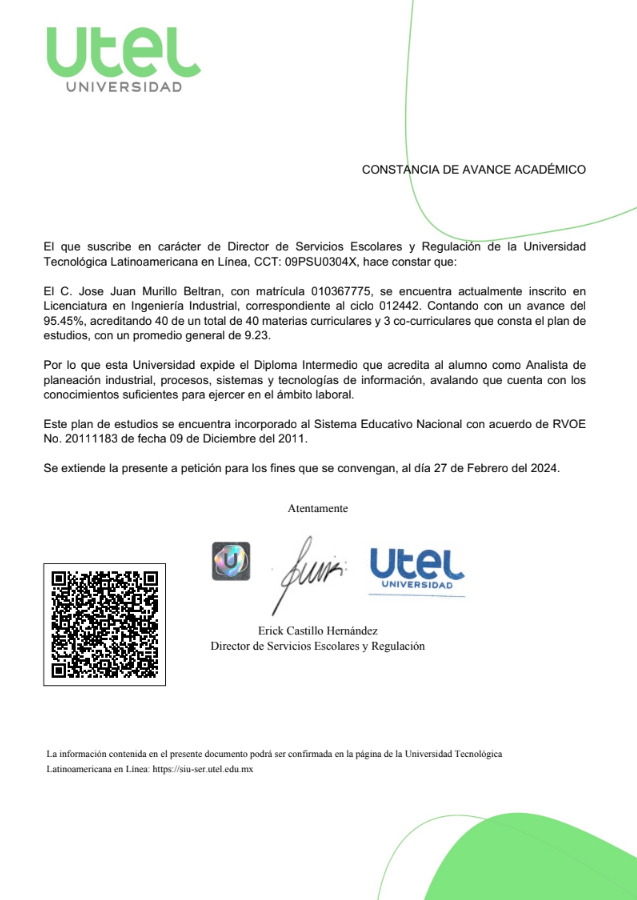 utel
UNIVERSIDAD
CONSTANCIA DE AVANCE ACADÉMICO
El que suscribe en carácter de Director de Servicios Escolares y Regulación de la Universidad
Tecnológica Latinoamericana en Línea, CCT: 09PSU0304X, hace constar que:
El C. Jose Juan Murillo Beltran, con matrícula 010367775, se encuentra actualmente inscrito en
Licenciatura en Ingeniería Industrial, correspondiente al ciclo 012442. Contando con un avance del
95.45%, acreditando 40 de un total de 40 materias curriculares y 3 co-curriculares que consta el plan de
estudios, con un promedio general de 9.23.
Por lo que esta Universidad expide el Diploma Intermedio que acredita al alumno como Analista de
planeación industrial, procesos, sistemas y tecnologías de información, avalando que cuenta con los
conocimientos suficientes para ejercer en el ámbito laboral.
Este plan de estudios se encuentra incorporado al Sistema Educativo Nacional con acuerdo de RVOE
No. 20111183 de fecha 09 de Diciembre del 2011.
Se extiende la presente a petición para los fines que se convengan, al día 27 de Febrero del 2024.
Atentamente
U
utel
UNIVERSIDAD
Erick Castillo Hernández
Director de Servicios Escolares y Regulación
La información contenida en el presente documento podrá ser confirmada en la página de la Universidad Tecnológica
Latinoamericana en Línea: https://siu-ser.utel.edu.mx